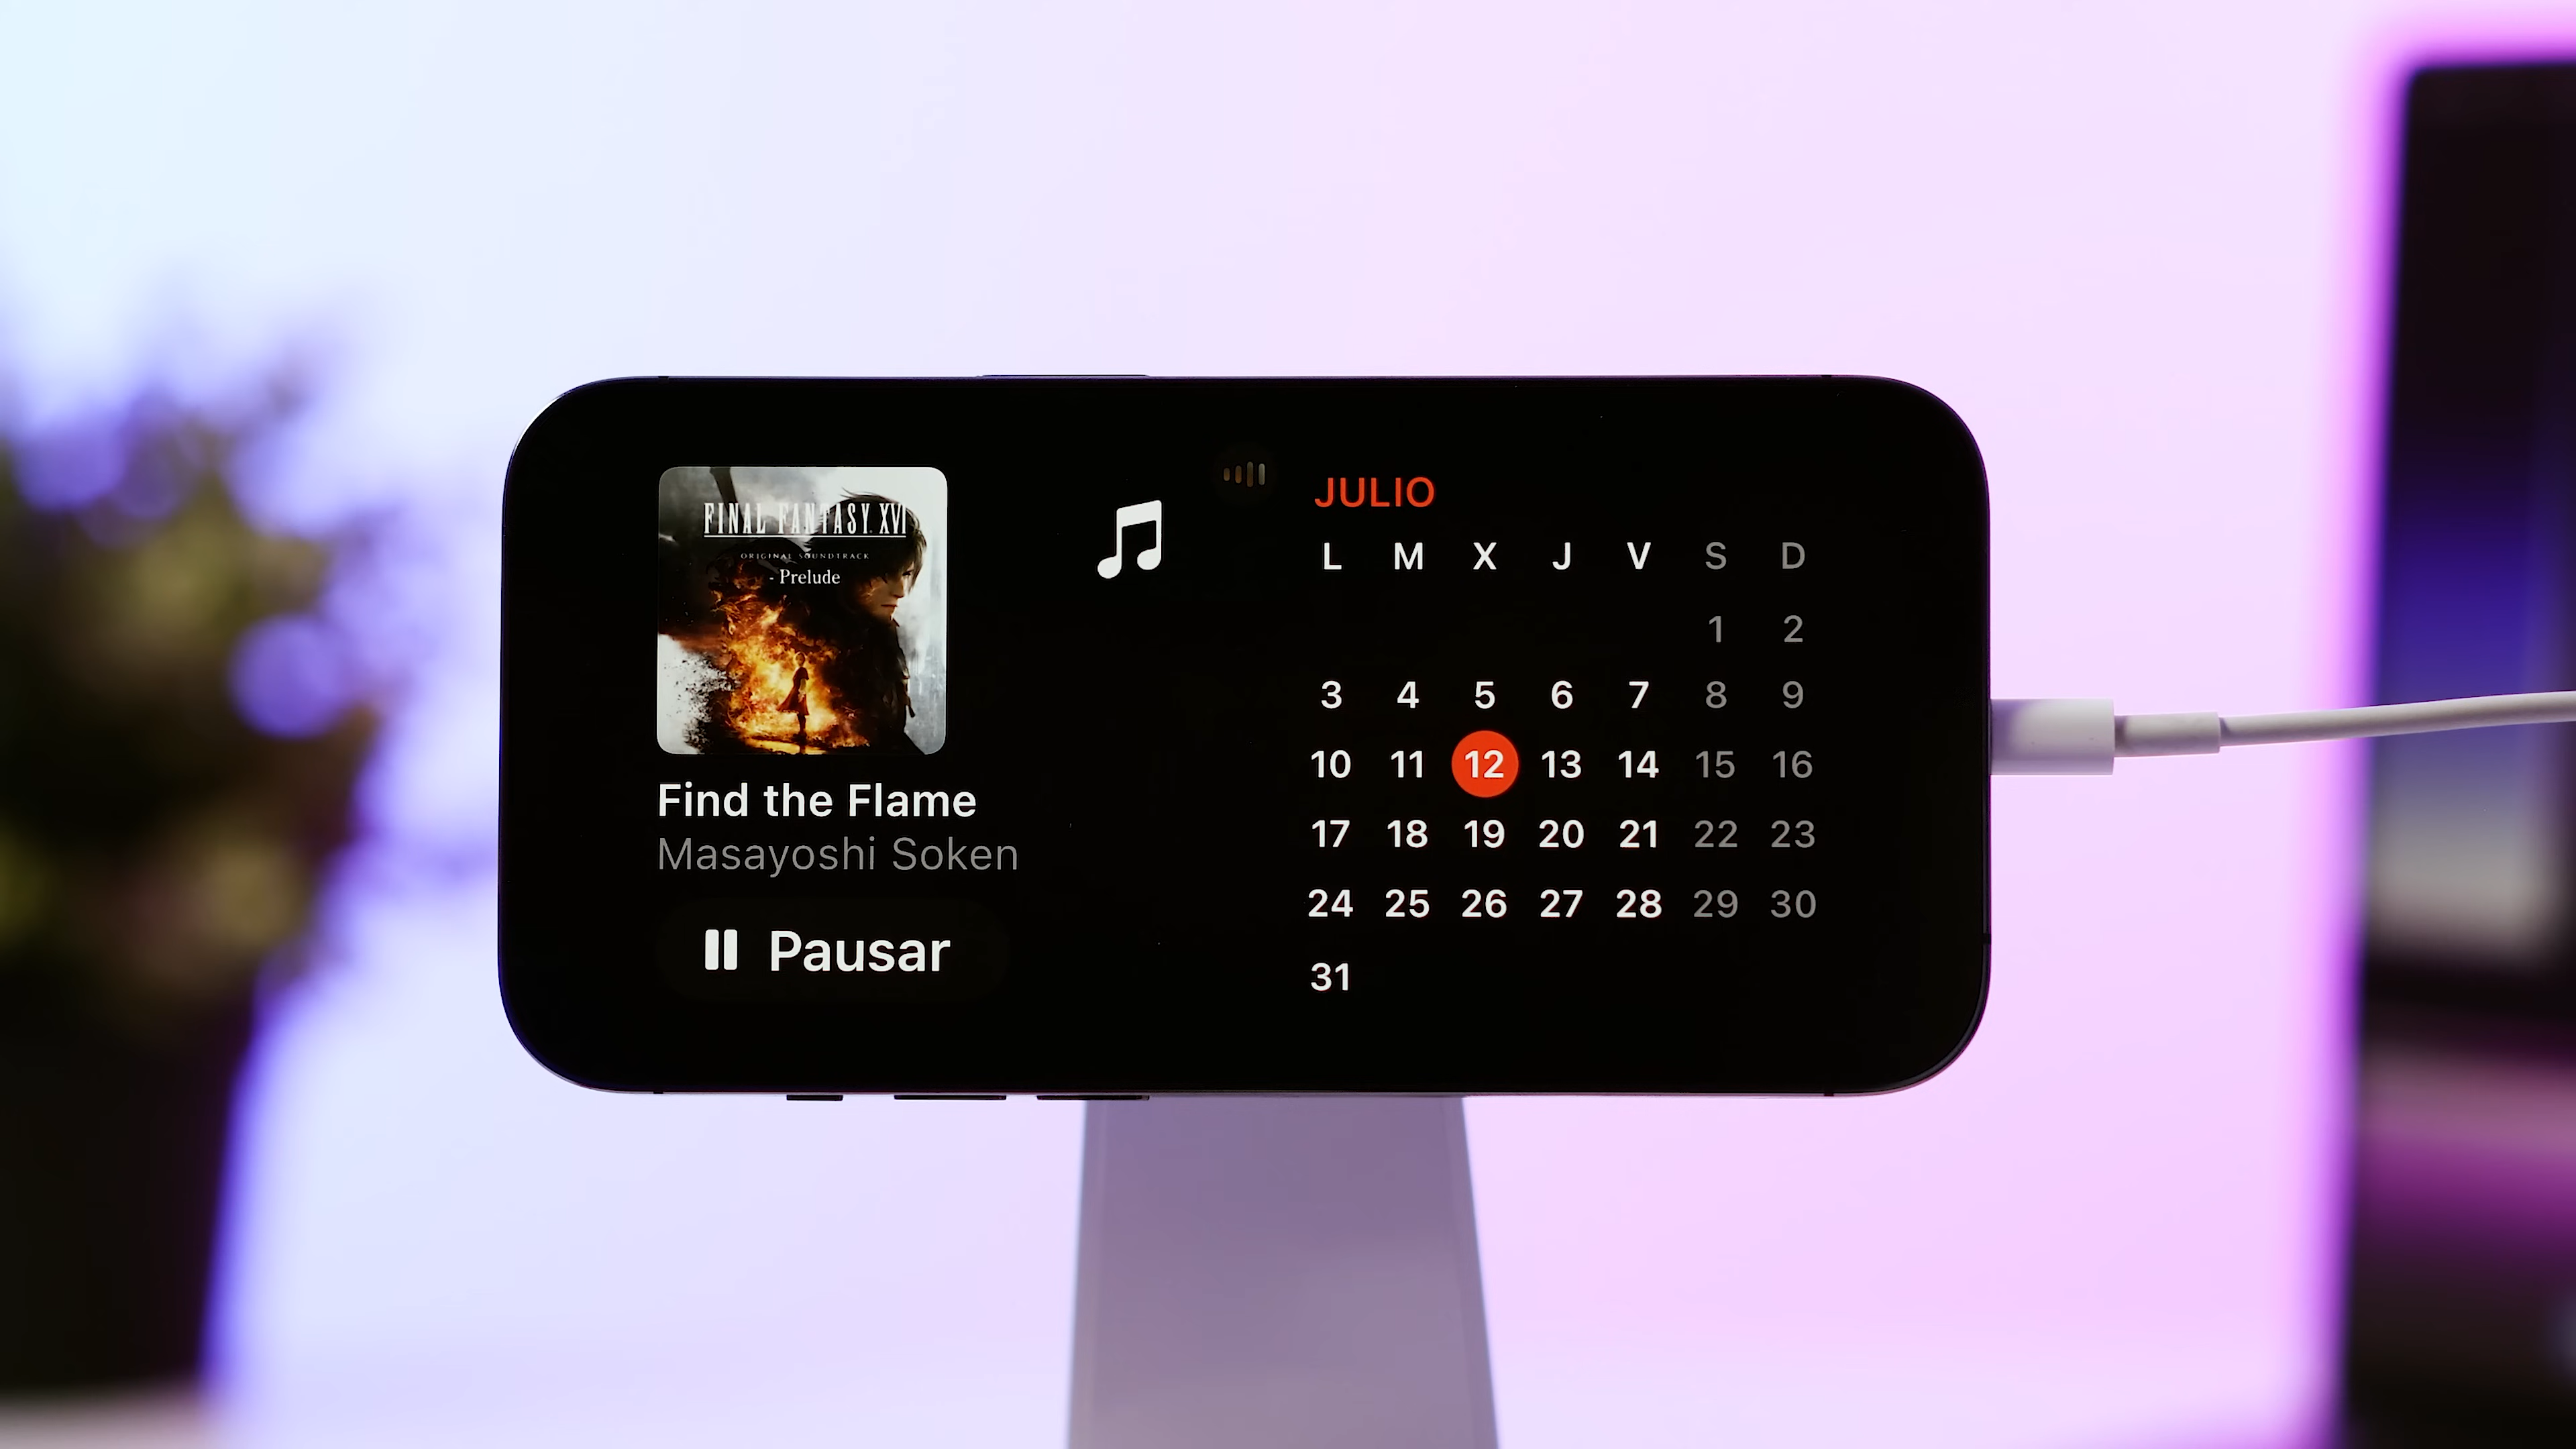 FINAL FANTASY XVI
ORIGINAL SOUNDTRACK
- Prelude
Find the Flame
Masayoshi Soken
Pausar
JULIO
L M X J V S D
1 2
3 4 5 6 7 8 9
10 11 12 13 14 15 16
17 18 19 20 21 22 23
24 25 26 27 28 29 30
31